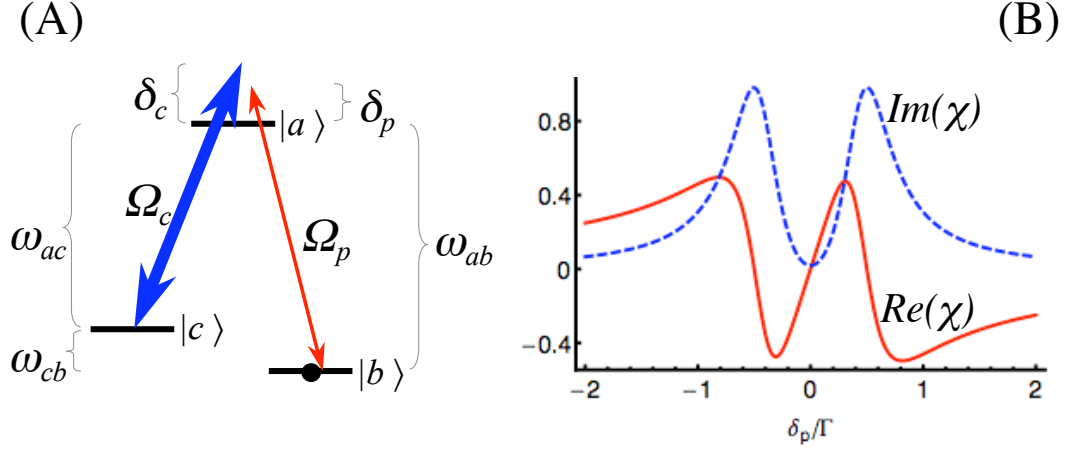 (A)
(B)
δc
δp
|a ⟩
Ωc
Ωp
ωac
ωab
|c ⟩
ωcb
|b ⟩
0.8
0.4
0
−0.4
Im(χ)
Re(χ)
−2 −1 0 1 2
δp/Γ